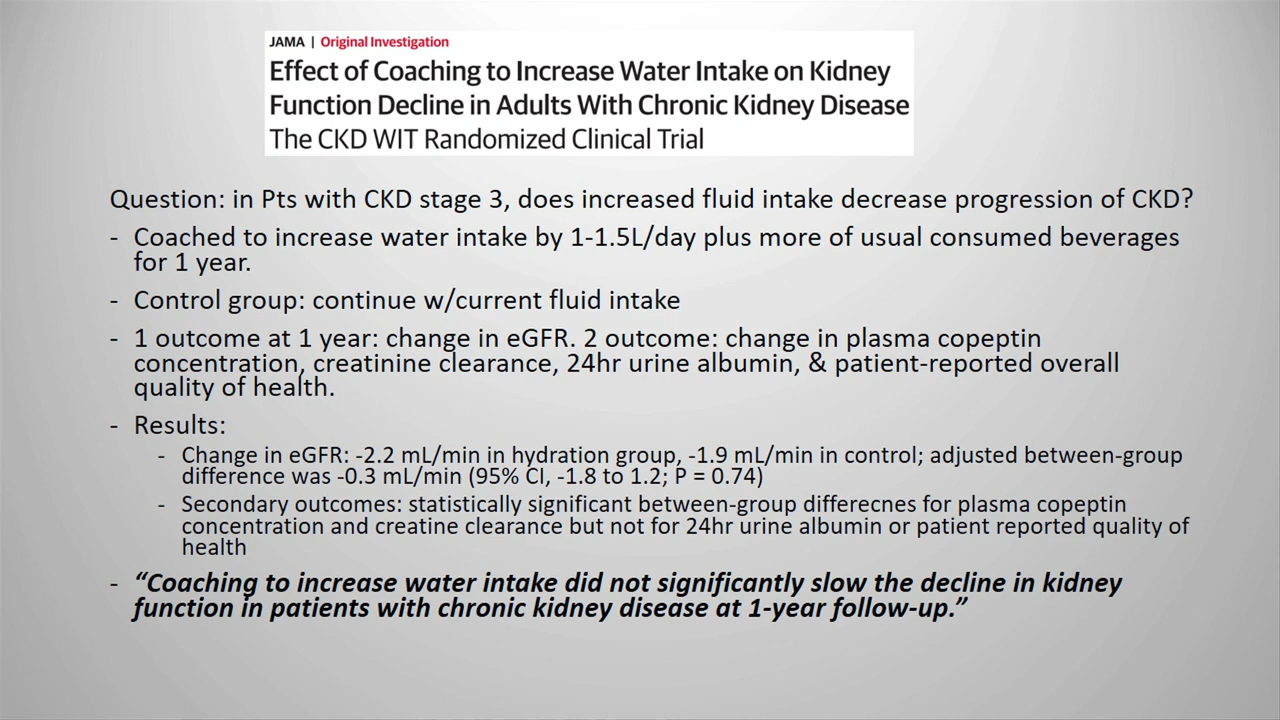 JAMA | Original Investigation
Effect of Coaching to Increase Water Intake on Kidney
Function Decline in Adults With Chronic Kidney Disease
The CKD WIT Randomized Clinical Trial
Question: in Pts with CKD stage 3, does increased fluid intake decrease progression of CKD?
- Coached to increase water intake by 1-1.5L/day plus more of usual consumed beverages
for 1 year.
- Control group: continue w/current fluid intake
- 1 outcome at 1 year: change in eGFR. 2 outcome: change in plasma copeptin
concentration, creatinine clearance, 24hr urine albumin, & patient-reported overall
quality of health.
- Results:
- Change in eGFR: -2.2 mL/min in hydration group, -1.9 mL/min in control; adjusted between-group
difference was -0.3 mL/min (95% CI, -1.8 to 1.2; P = 0.74)
- Secondary outcomes: statistically significant between-group differecnes for plasma copeptin
concentration and creatine clearance but not for 24hr urine albumin or patient reported quality of
health
- “Coaching to increase water intake did not significantly slow the decline in kidney
function in patients with chronic kidney disease at 1-year follow-up.”